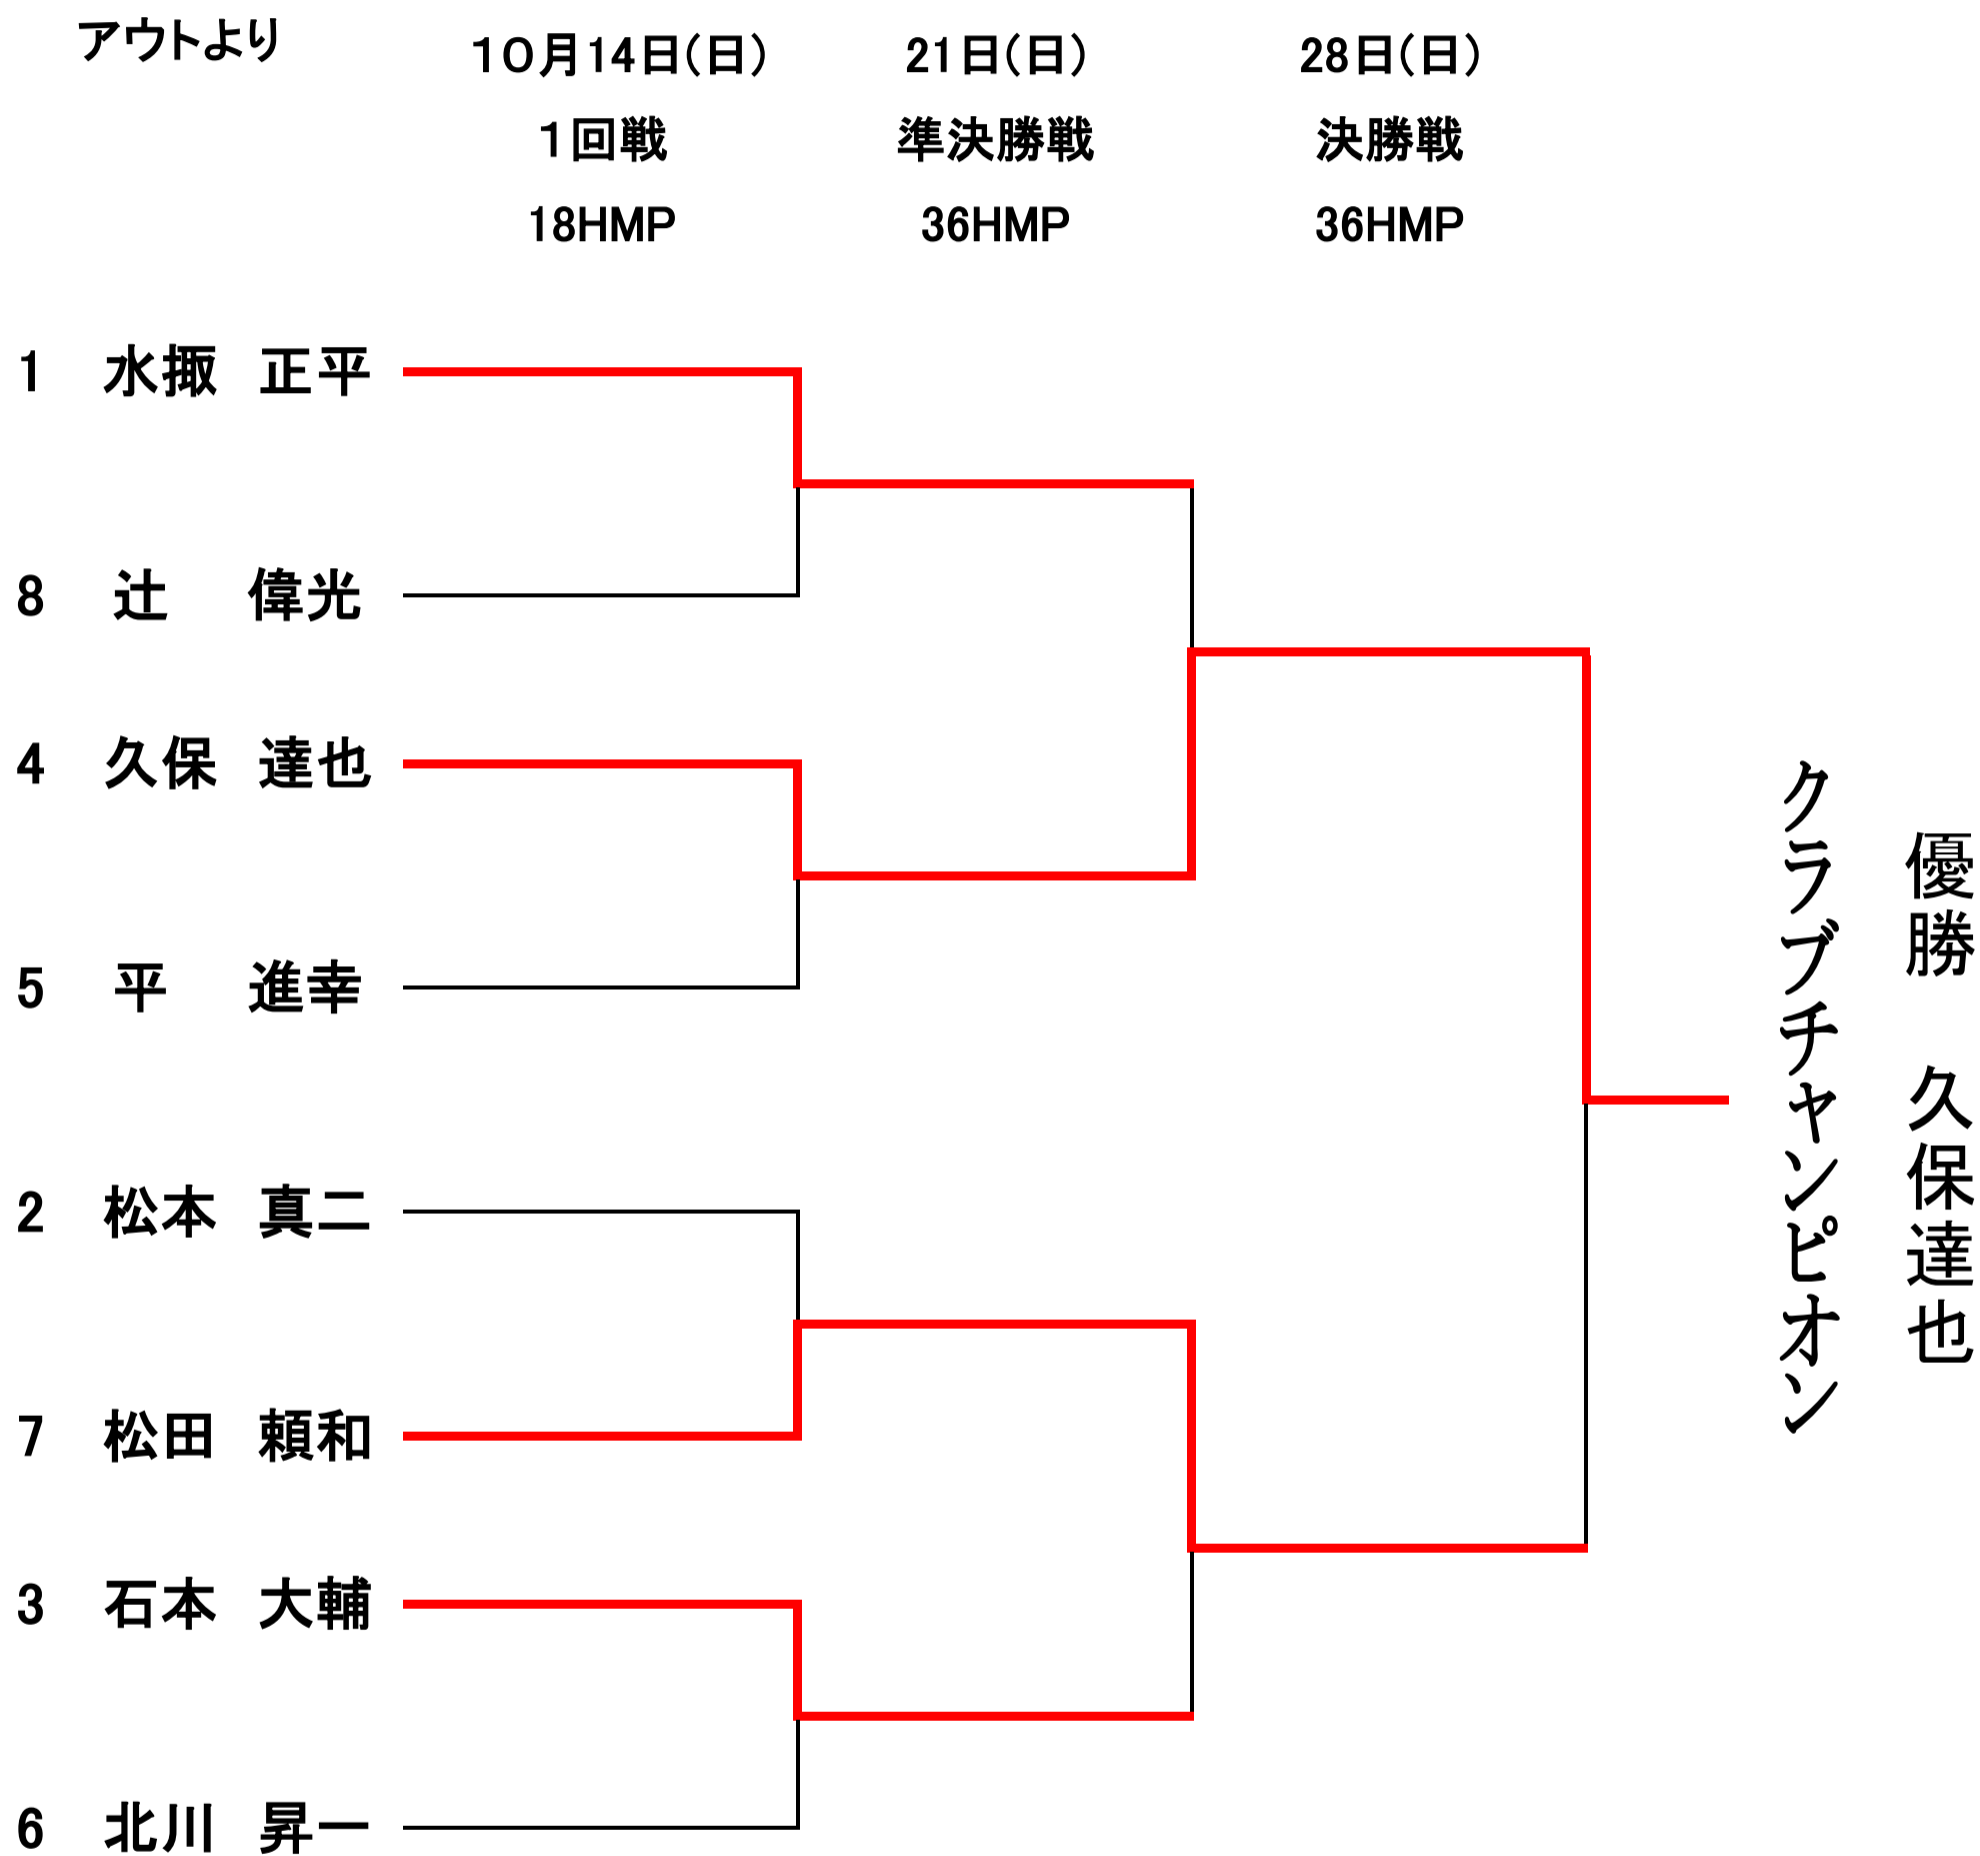 アウトより
１０月14日(日) 21日(日) 28日(日)
１回戦 準決勝戦 決勝戦
18HMP 36HMP 36HMP
1 水掫 正平
8 辻 偉光
4 久保 達也
5 平 進幸
2 松本 真二
7 松田 頼和
3 石本 大輔
6 北川 昇一
優勝 久保達也
クラブチャンピオン